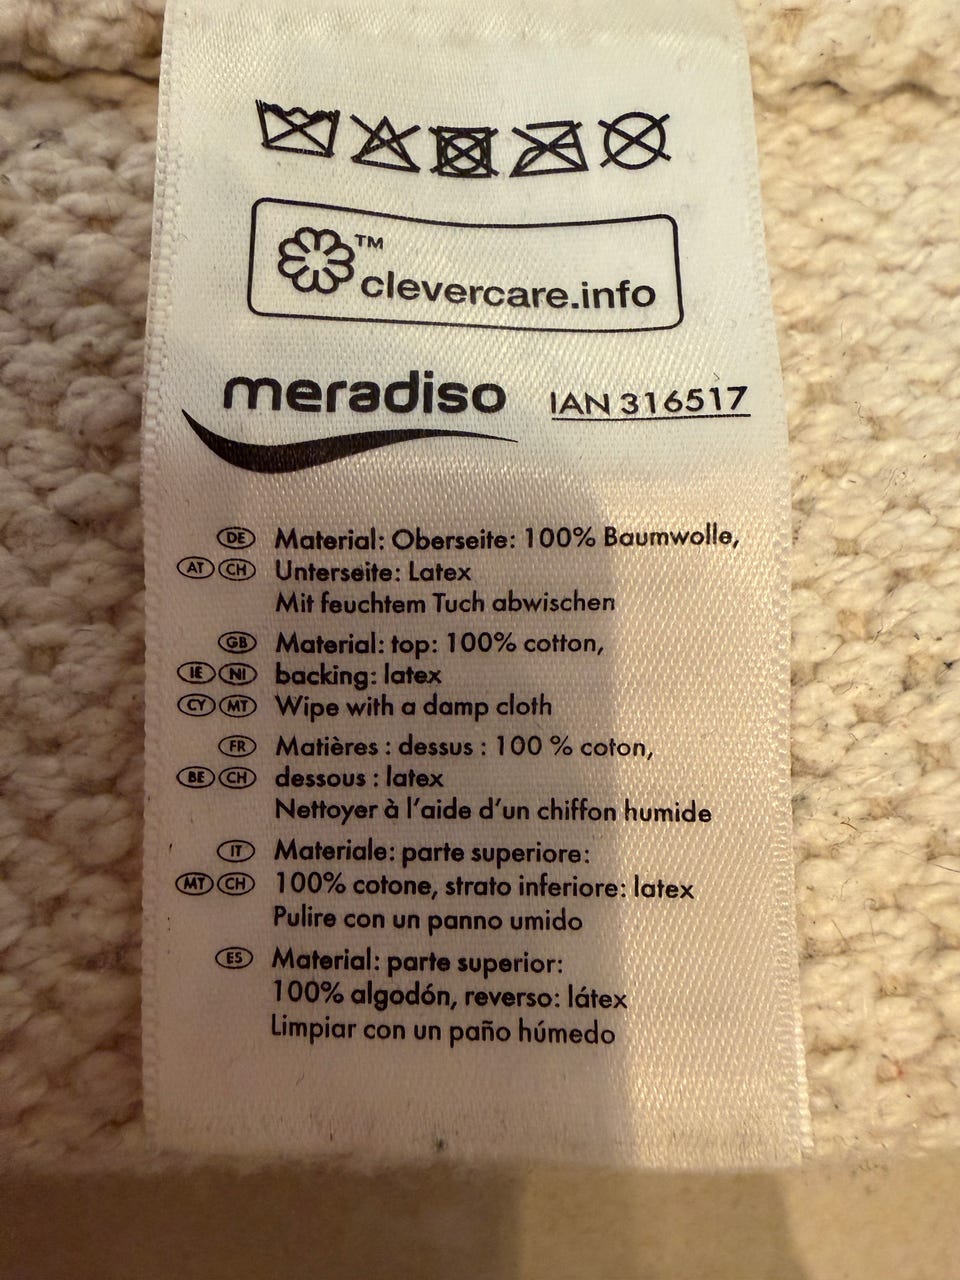 ™
clevercare.info
meradiso IAN 316517
DE Material: Oberseite: 100% Baumwolle,
AT CH Unterseite: Latex
Mit feuchtem Tuch abwischen
GB Material: top: 100% cotton,
IE NI backing: latex
CY MT Wipe with a damp cloth
FR Matières : dessus : 100 % coton,
BE CH dessous : latex
Nettoyer à l’aide d’un chiffon humide
IT Materiale: parte superiore:
MT CH 100% cotone, strato inferiore: latex
Pulire con un panno umido
ES Material: parte superior:
100% algodón, reverso: látex
Limpiar con un paño húmedo